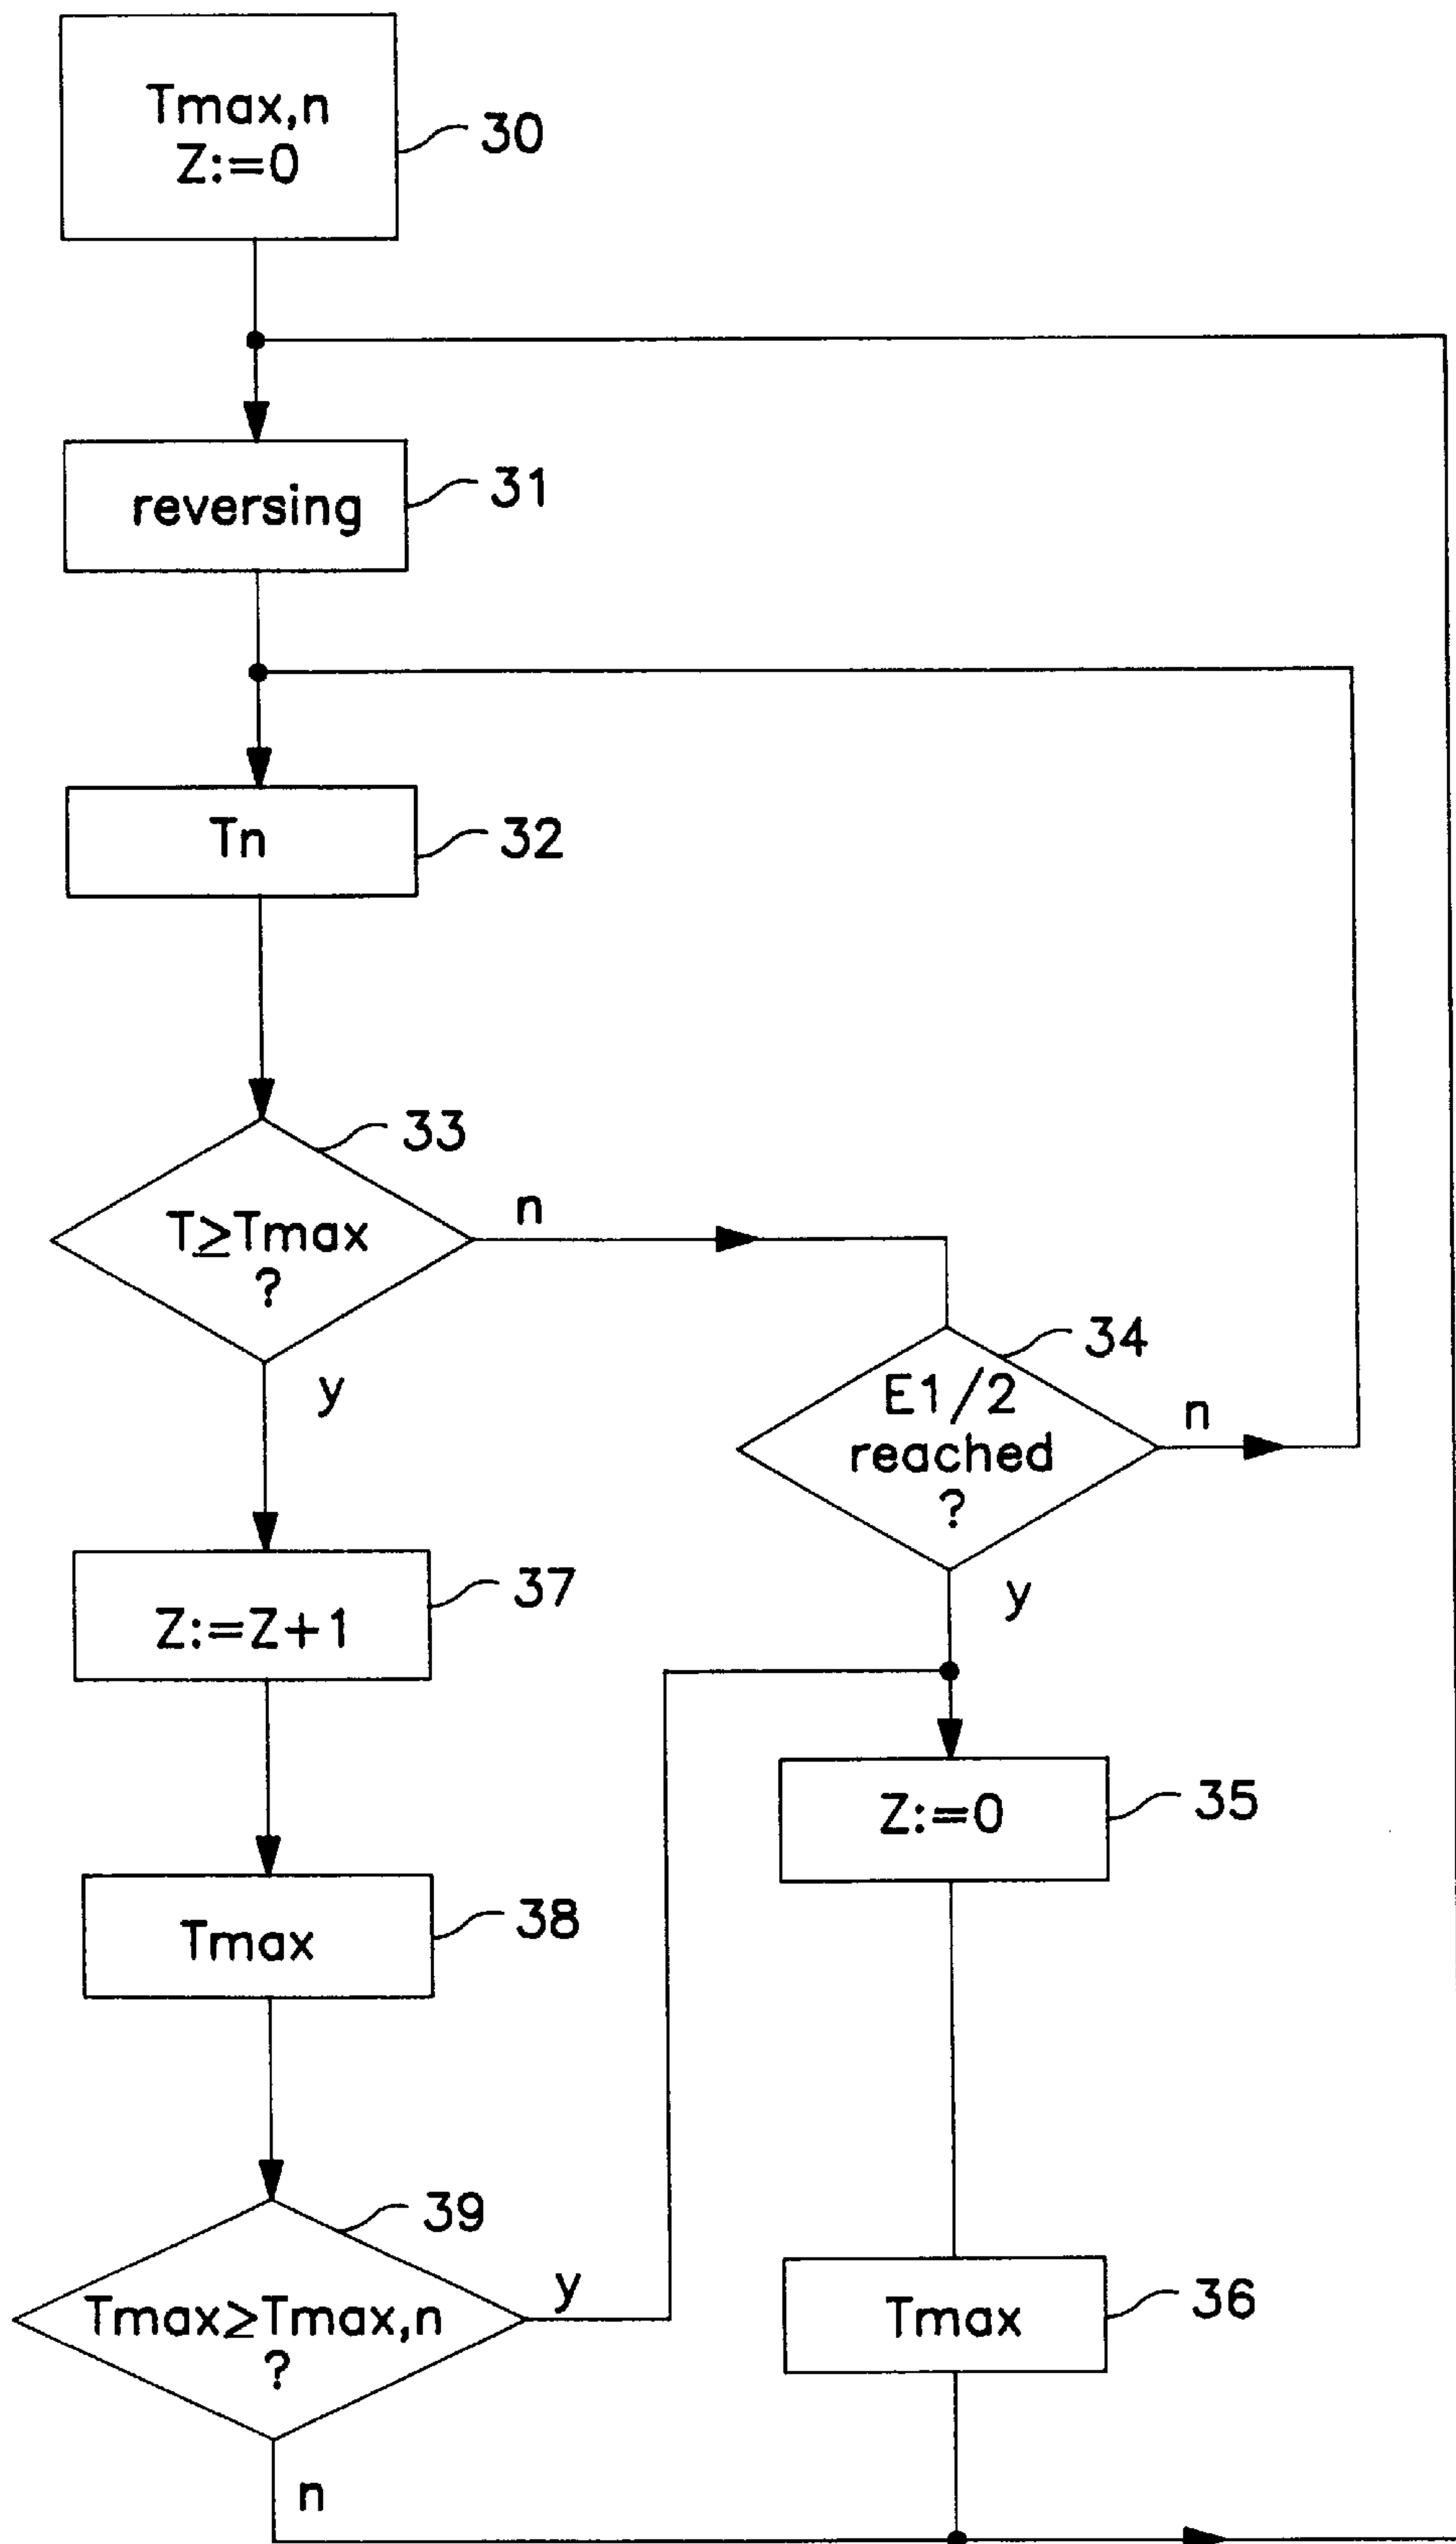 Tmax,n
Z:=0
30
reversing
31
Tn
32
33
T≥Tmax
?
n
y
34
E1/2
reached
?
n
y
Z:=Z+1
37
Z:=0
35
Tmax
38
39
Tmax≥Tmax,n
?
y
n
Tmax
36